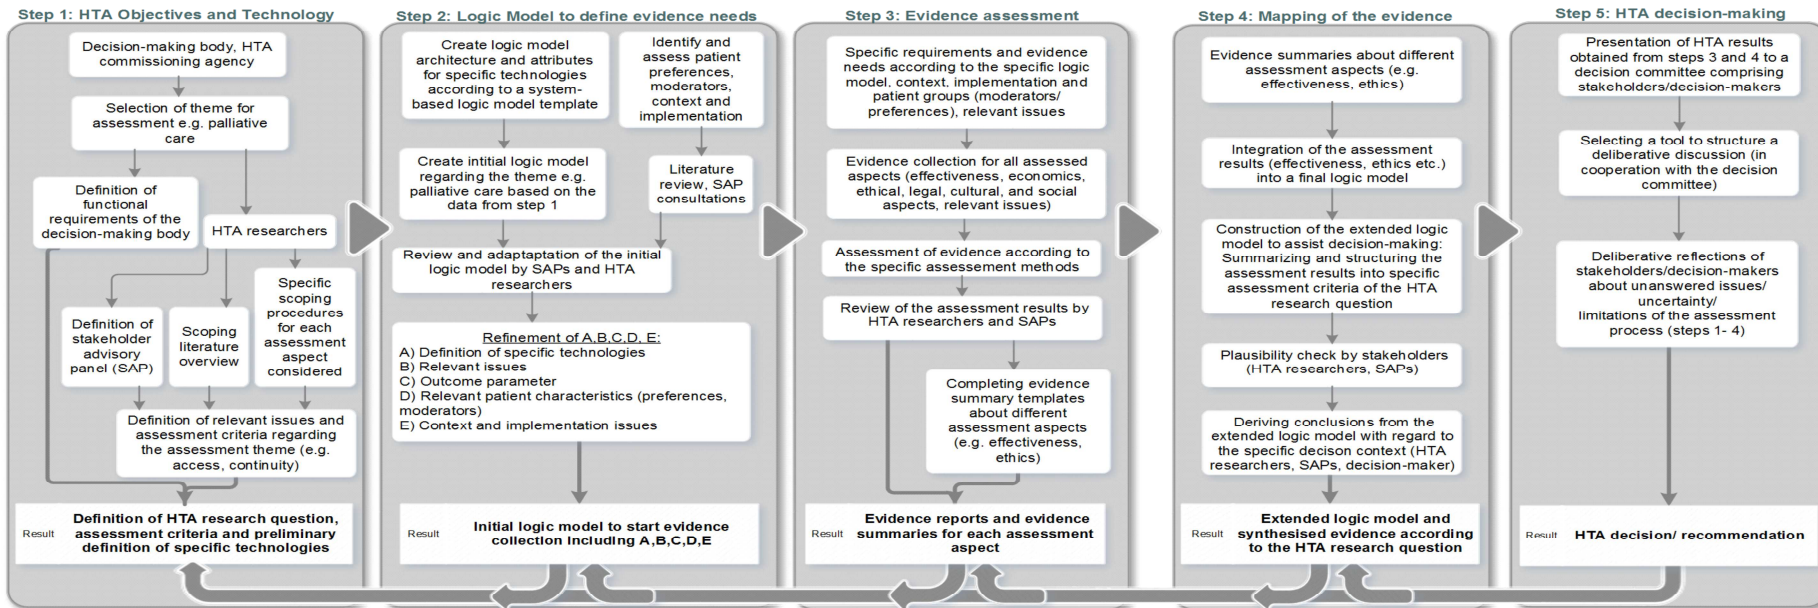 Step 1: HTA Objectives and Technology
Decision-making body, HTA
commissioning agency
Selection of theme for
assessment e.g. palliative
care
Definition of
functional
requirements of the
decision-making body
HTA researchers
Definition of
stakeholder
advisory
panel (SAP)
Scoping
literature
overview
Specific
scoping
procedures
for each
assessment
aspect
considered
Definition of relevant issues and
assessment criteria regarding
the assessment theme (e.g.
access, continuity)
Result
Definition of HTA research question,
assessment criteria and preliminary
definition of specific technologies
Step 2: Logic Model to define evidence needs
Create logic model
architecture and attributes
for specific technologies
according to a system-
based logic model template
Identify and
assess patient
preferences,
moderators,
context and
implementation
Create intitial logic model
regarding the theme e.g.
palliative care based on the
data from step 1
Literature
review, SAP
consultations
Review and adaptation of the initial
logic model by SAPs and HTA
researchers
Refinement of A,B,C,D, E:
A) Definition of specific technologies
B) Relevant issues
C) Outcome parameter
D) Relevant patient characteristics (preferences,
moderators)
E) Context and implementation issues
Result
Initial logic model to start evidence
collection including A,B,C,D,E
Step 3: Evidence assessment
Specific requirements and evidence
needs according to the specific logic
model, context, implementation and
patient groups (moderators/
preferences), relevant issues
Evidence collection for all assessed
aspects (effectiveness, economics,
ethical, legal, cultural, and social
aspects, relevant issues)
Assessment of evidence according to
the specific assessement methods
Review of the assessment results by
HTA researchers and SAPs
Completing evidence
summary templates
about different
assessment aspects
(e.g. effectiveness,
ethics)
Result
Evidence reports and evidence
summaries for each assessment
aspect
Step 4: Mapping of the evidence
Evidence summaries about different
assessment aspects (e.g.
effectiveness, ethics)
Integration of the assessment
results (effectiveness, ethics etc.)
into a final logic model
Construction of the extended logic
model to assist decision-making:
Summarizing and structuring the
assessment results into specific
assessment criteria of the HTA
research question
Plausibility check by stakeholders
(HTA researchers, SAPs)
Deriving conclusions from the
extended logic model with regard to
the specific decison context (HTA
researchers, SAPs, decision-maker)
Result
Extended logic model and
synthesised evidence according
to the HTA research question
Step 5: HTA decision-making
Presentation of HTA results
obtained from steps 3 and 4 to a
decision committee comprising
stakeholders/decision-makers
Selecting a tool to structure a
deliberative discussion (in
cooperation with the decision
committee)
Deliberative reflections of
stakeholders/decision-makers
about unanswered issues/
uncertainty/
limitations of the assessment
process (steps 1- 4)
Result
HTA decision/ recommendation